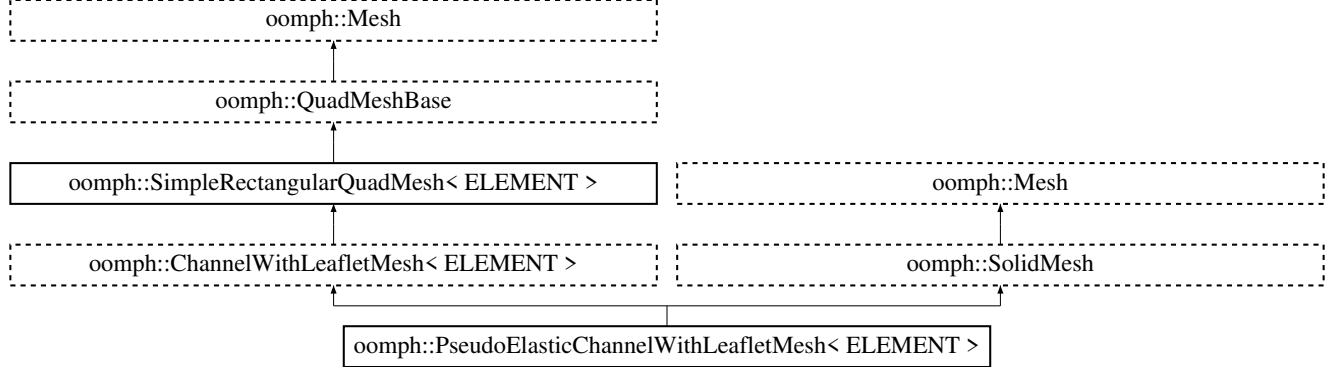 oomph::Mesh
oomph::QuadMeshBase
oomph::SimpleRectangularQuadMesh< ELEMENT >
oomph::Mesh
oomph::ChannelWithLeafletMesh< ELEMENT >
oomph::SolidMesh
oomph::PseudoElasticChannelWithLeafletMesh< ELEMENT >